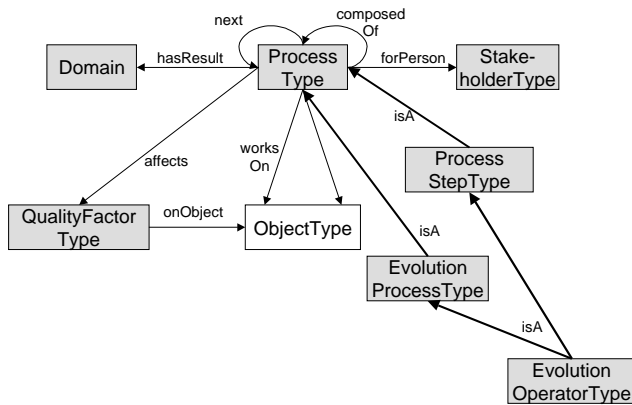 next
composed
Of
Domain
hasResult
Process
Type
forPerson
Stake-
holderType
isA
affects
works
On
Process
StepType
QualityFactor
Type
onObject
ObjectType
isA
Evolution
ProcessType
isA
Evolution
OperatorType